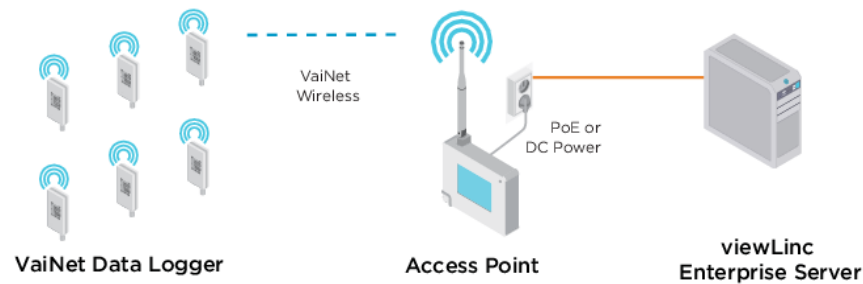 VaiNet
Wireless
PoE or
DC Power
VaiNet Data Logger
Access Point
viewLinc
Enterprise Server